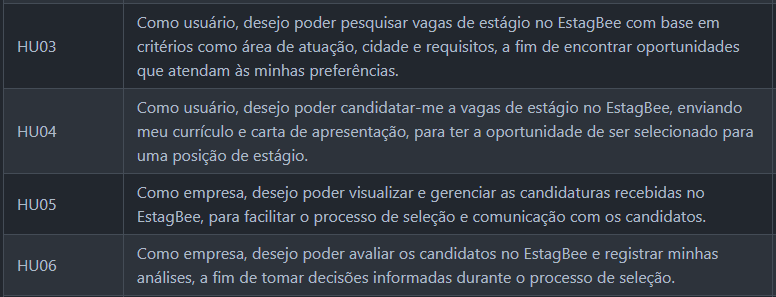 HU03
Como usuário, desejo poder pesquisar vagas de estágio no EstagBee com base em
critérios como área de atuação, cidade e requisitos, a fim de encontrar oportunidades
que atendam às minhas preferências.
HU04
Como usuário, desejo poder candidatar-me a vagas de estágio no EstagBee, enviando
meu currículo e carta de apresentação, para ter a oportunidade de ser selecionado para
uma posição de estágio.
HU05
Como empresa, desejo poder visualizar e gerenciar as candidaturas recebidas no
EstagBee, para facilitar o processo de seleção e comunicação com os candidatos.
HU06
Como empresa, desejo poder avaliar os candidatos no EstagBee e registrar minhas
análises, a fim de tomar decisões informadas durante o processo de seleção.